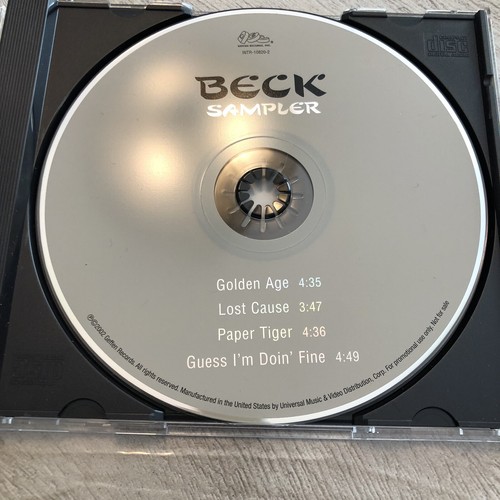 BECK
SAMPLER
Golden Age 4:35
Lost Cause 3:47
Paper Tiger 4:36
Guess I'm Doin' Fine 4:49
℗©2002 Geffen Records. All rights reserved. Manufactured in the United States by Universal Music & Video Distribution, Corp. For promotional use only. Not for sale